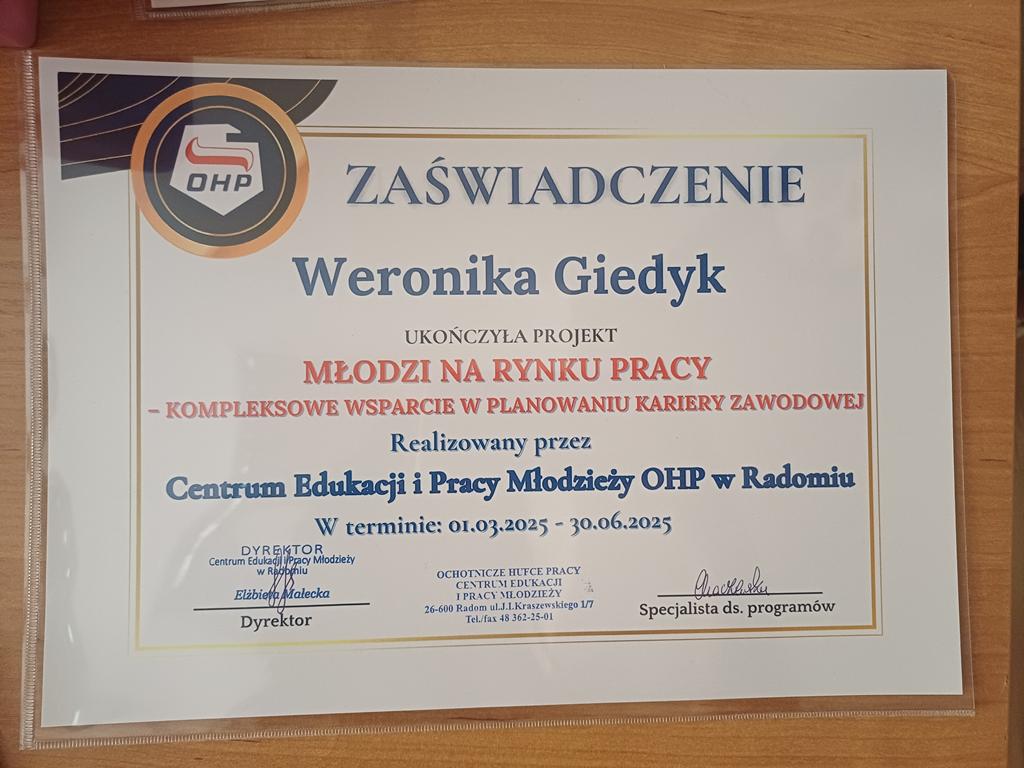 OHP
ZAŚWIADCZENIE
Weronika Giedyk
UKOŃCZYŁA PROJEKT
MŁODZI NA RYNKU PRACY
– KOMPLEKSOWE WSPARCIE W PLANOWANIU KARIERY ZAWODOWEJ
Realizowany przez
Centrum Edukacji i Pracy Młodzieży OHP w Radomiu
W terminie: 01.03.2025 - 30.06.2025
DYREKTOR
Centrum Edukacji i Pracy Młodzieży
w Radomiu
Elżbieta Małecka
Dyrektor
OCHOTNICZE HUFCE PRACY
CENTRUM EDUKACJI
I PRACY MŁODZIEŻY
26-600 Radom ul.J.I.Kraszewskiego 1/7
Tel./fax 48 362-25-01
Specjalista ds. programów